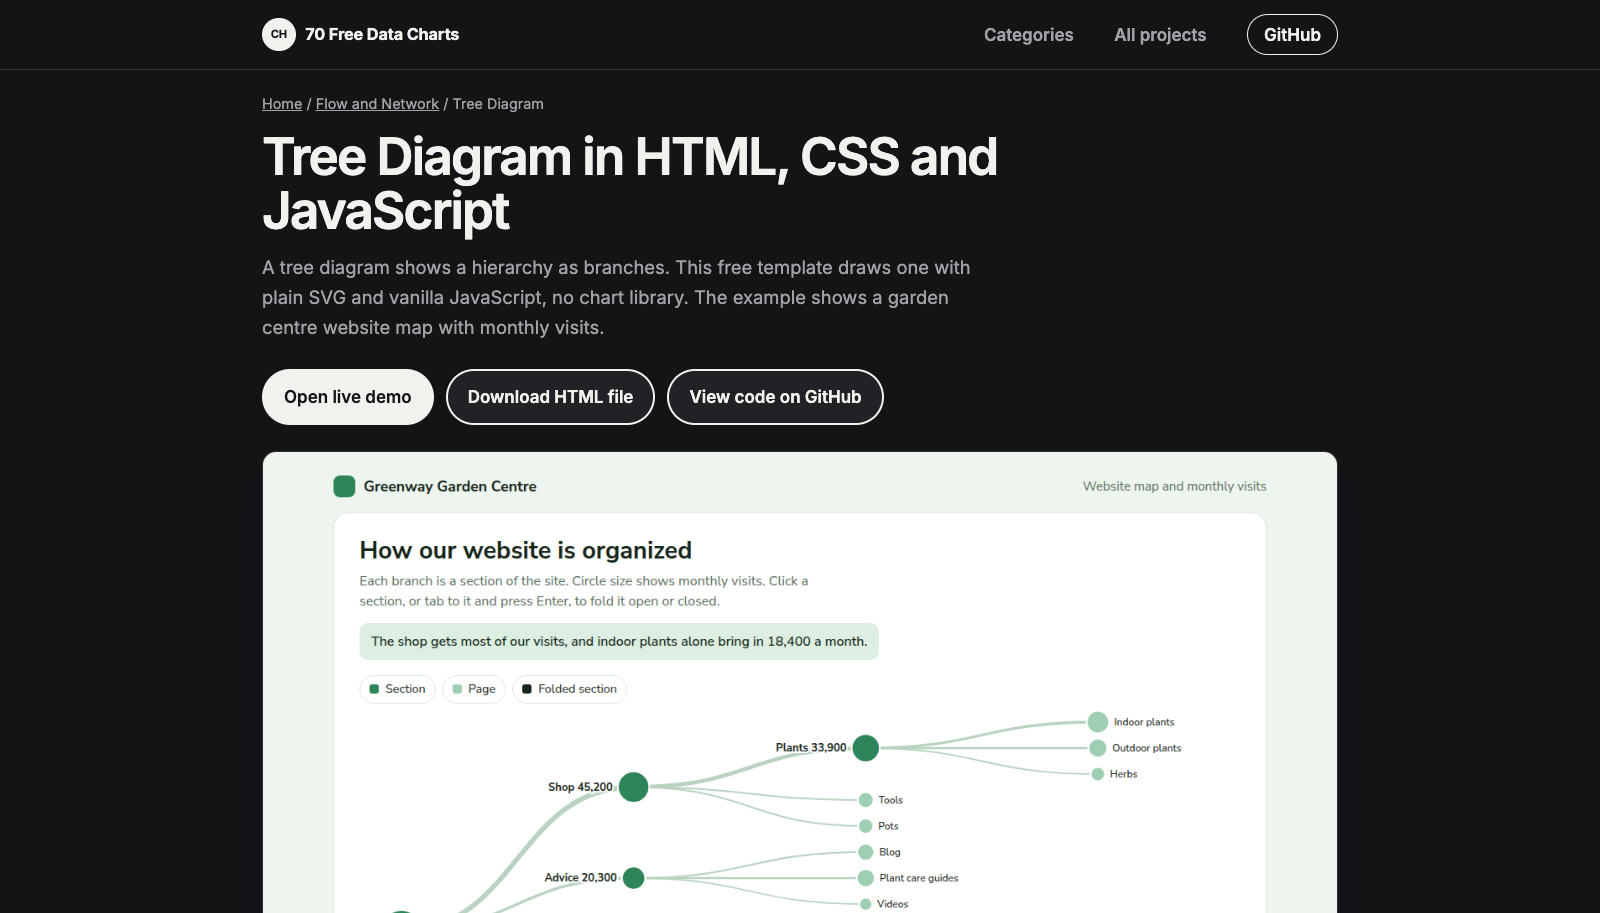 CH 70 Free Data Charts
Categories
All projects
GitHub
Home / Flow and Network / Tree Diagram
Tree Diagram in HTML, CSS and
JavaScript
A tree diagram shows a hierarchy as branches. This free template draws one with
plain SVG and vanilla JavaScript, no chart library. The example shows a garden
centre website map with monthly visits.
Open live demo
Download HTML file
View code on GitHub
Greenway Garden Centre
Website map and monthly visits
How our website is organized
Each branch is a section of the site. Circle size shows monthly visits. Click a
section, or tab to it and press Enter, to fold it open or closed.
The shop gets most of our visits, and indoor plants alone bring in 18,400 a month.
Section
Page
Folded section
Indoor plants
Plants 33,900
Outdoor plants
Herbs
Shop 45,200
Tools
Pots
Blog
Advice 20,300
Plant care guides
Videos